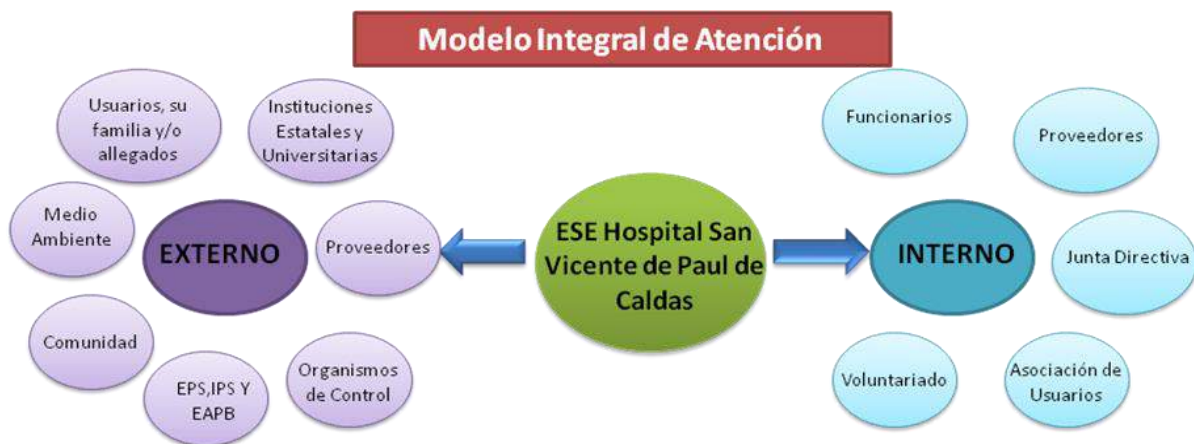 Modelo Integral de Atención
Usuarios, su
familia y/o
allegados
Instituciones
Estatales y
Universitarias
Medio
Ambiente
EXTERNO
Proveedores
Comunidad
EPS,IPS Y
EAPB
Organismos
de Control
ESE Hospital San
Vicente de Paul de
Caldas
Funcionarios
Proveedores
INTERNO
Junta Directiva
Voluntariado
Asociación de
Usuarios